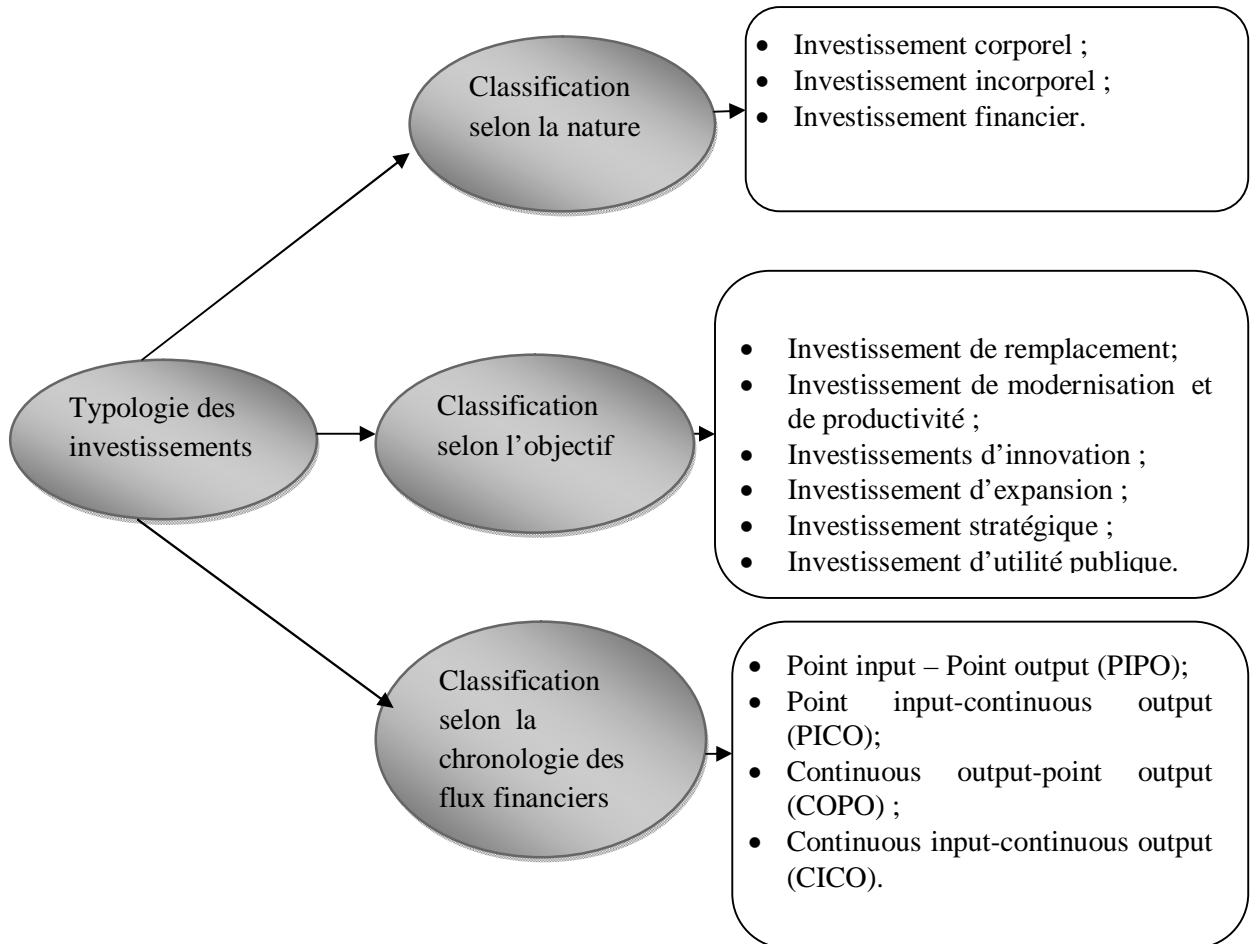 Typologie des
investissements
Classification
selon la nature
• Investissement corporel ;
• Investissement incorporel ;
• Investissement financier.
Classification
selon l’objectif
• Investissement de remplacement;
• Investissement de modernisation et
de productivité ;
• Investissements d’innovation ;
• Investissement d’expansion ;
• Investissement stratégique ;
• Investissement d’utilité publique.
Classification
selon la
chronologie des
flux financiers
• Point input – Point output (PIPO);
• Point input-continuous output
(PICO);
• Continuous output-point output
(COPO) ;
• Continuous input-continuous output
(CICO).